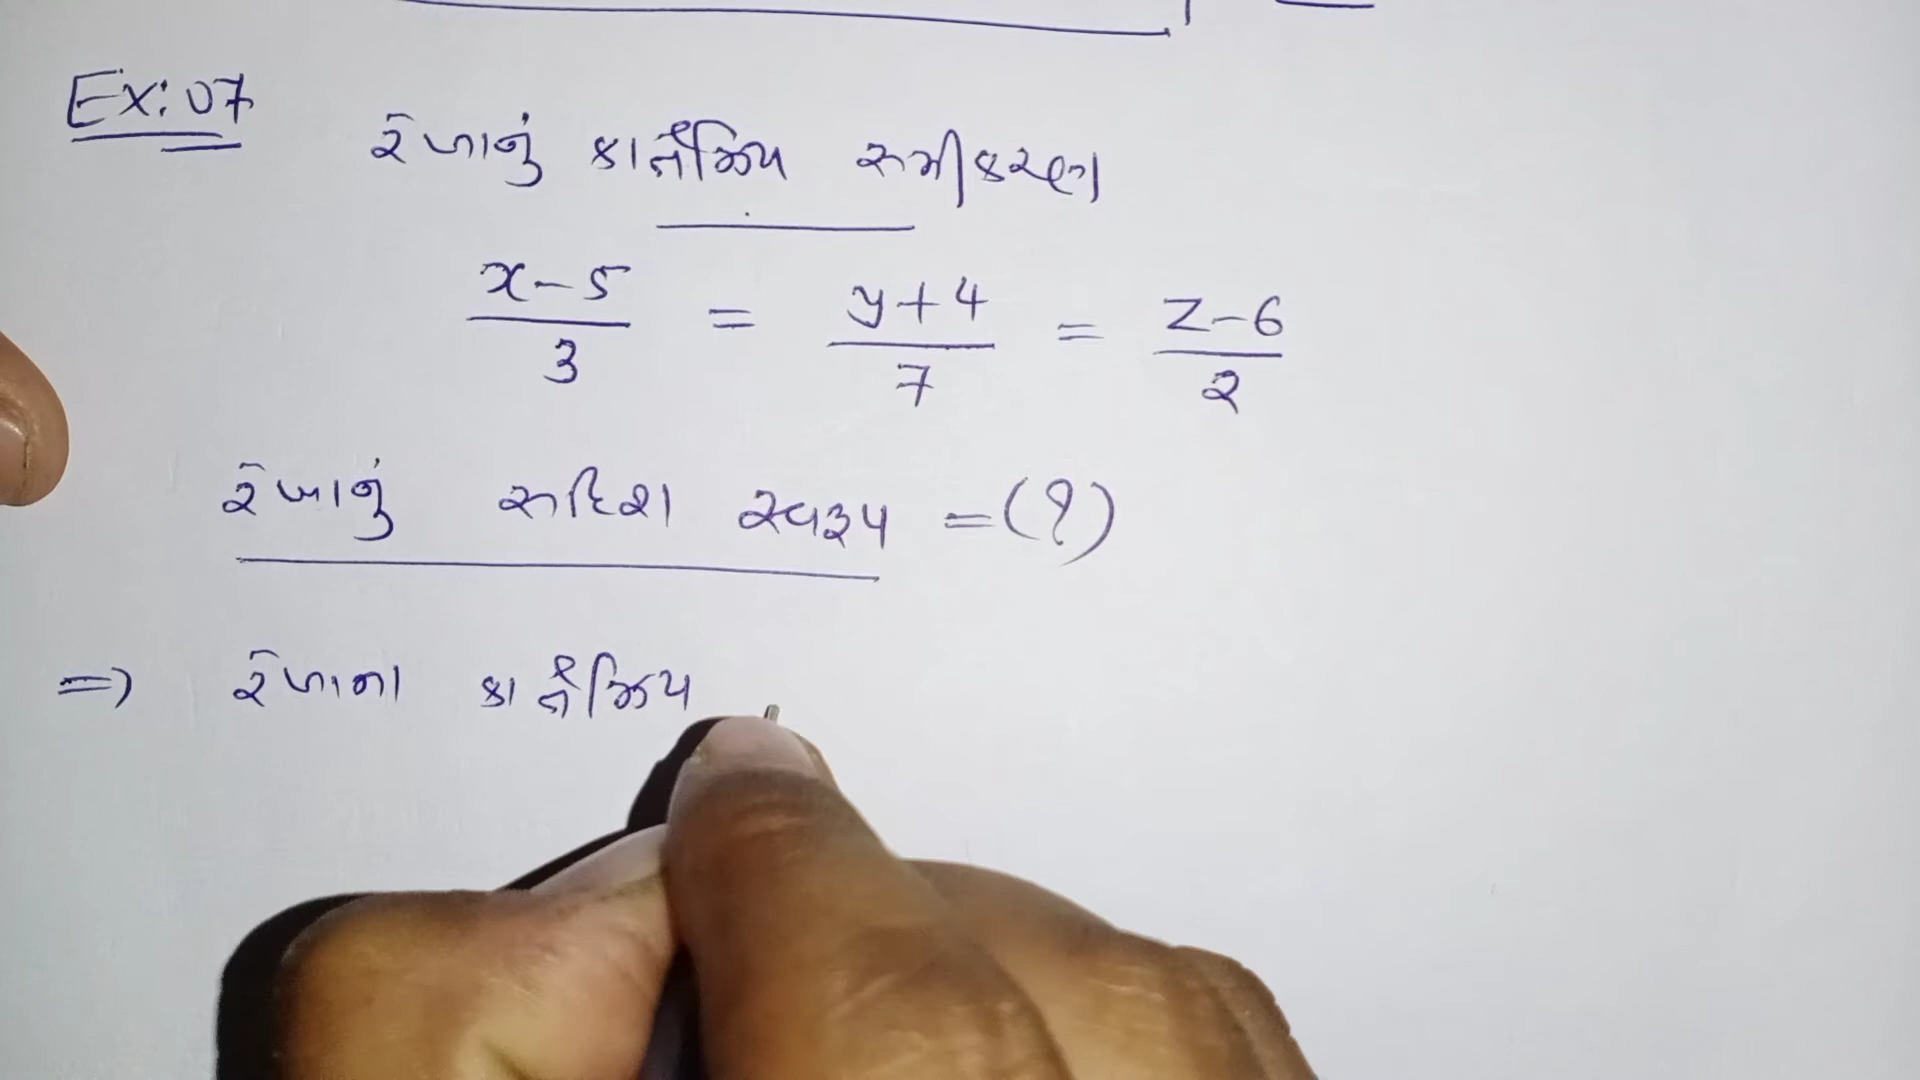 Ex: 07
રેખાનું કાર્તેઝિય સમીકરણ
x-5/3 = y+4/7 = z-6/2
રેખાનું સદિશ સ્વરૂપ = (?)
⇒ રેખાના કાર્તેઝિય